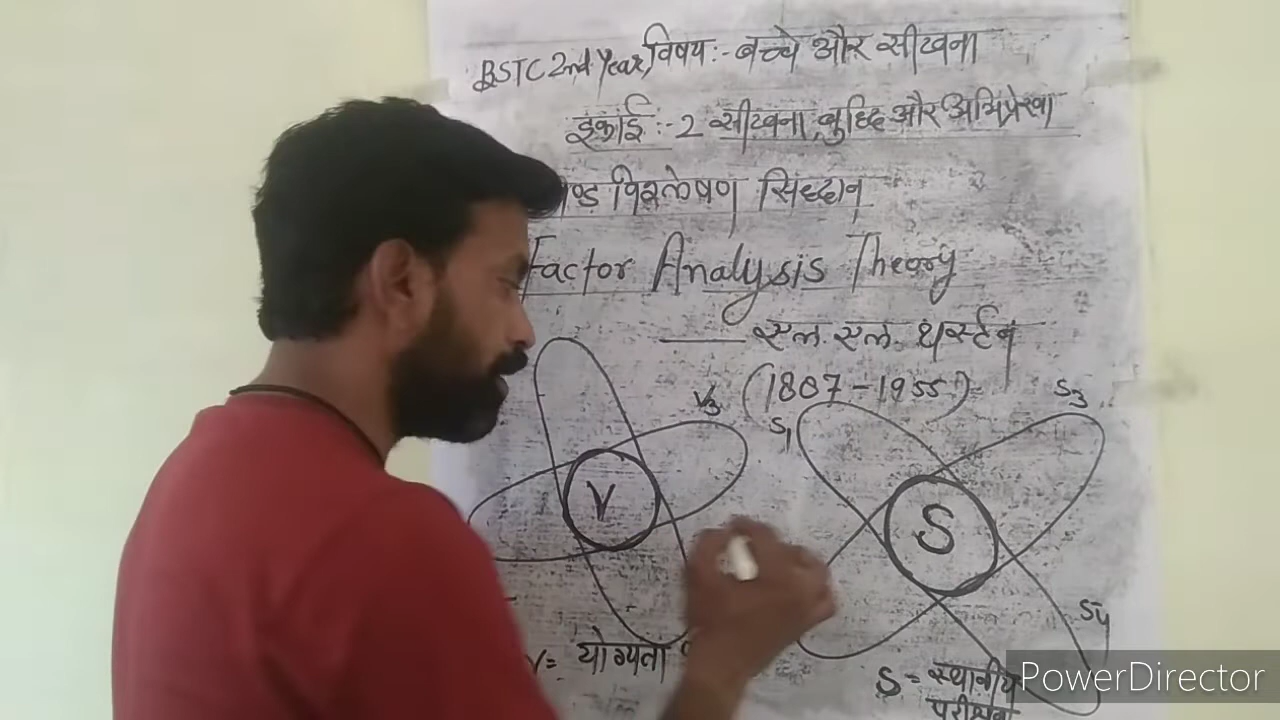 BSTC 2nd Year, विषय :- बच्चे और सीखना
इकाई :- 2 सीखना, बुध्दि और अभिप्रेरणा
विश्लेषण सिध्दान्
Factor Analysis Theory
एल. एल. थर्स्टन
(1887-1955)
V3
S1
S3
V
S
S4
V= योग्यता
S = स्थानीय
परीक्षण
PowerDirector